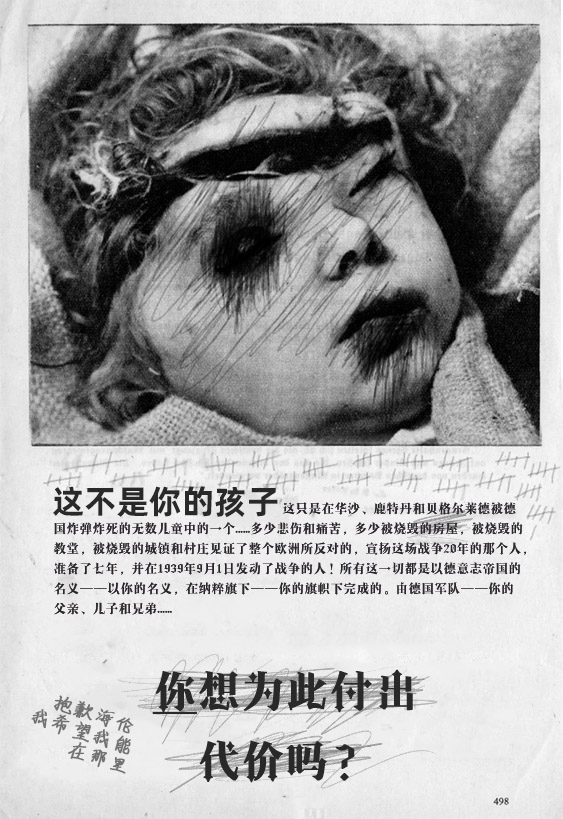 这不是你的孩子 这只是在华沙、鹿特丹和贝格尔莱德被德
国炸弹炸死的无数儿童中的一个……多少悲伤和痛苦，多少被烧毁的房屋，被烧毁的
教堂，被烧毁的城镇和村庄见证了整个欧洲所反对的，宣扬这场战争20年的那个人，
准备了七年，并在1939年9月1日发动了战争的人！所有这一切都是以德意志帝国的
名义——以你的名义，在纳粹旗下——你的旗帜下完成的。由德国军队——你的
父亲、儿子和兄弟……
你想为此付出
代价吗？
抱歉海伦
我希望我能
在那里
498